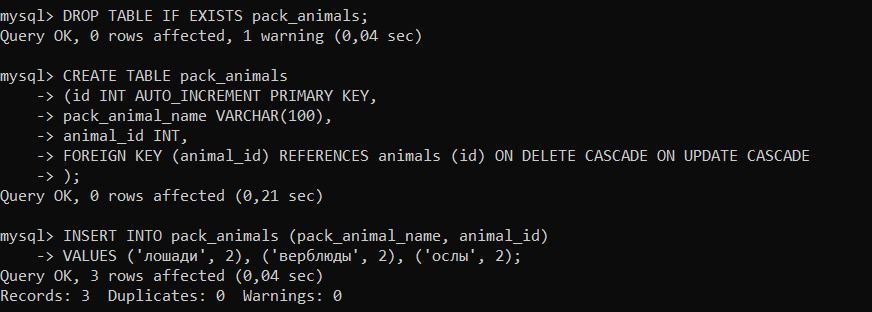 mysql> DROP TABLE IF EXISTS pack_animals;
Query OK, 0 rows affected, 1 warning (0,04 sec)
mysql> CREATE TABLE pack_animals
    -> (id INT AUTO_INCREMENT PRIMARY KEY,
    -> pack_animal_name VARCHAR(100),
    -> animal_id INT,
    -> FOREIGN KEY (animal_id) REFERENCES animals (id) ON DELETE CASCADE ON UPDATE CASCADE
    -> );
Query OK, 0 rows affected (0,21 sec)
mysql> INSERT INTO pack_animals (pack_animal_name, animal_id)
    -> VALUES ('лошади', 2), ('верблюды', 2), ('ослы', 2);
Query OK, 3 rows affected (0,04 sec)
Records: 3  Duplicates: 0  Warnings: 0